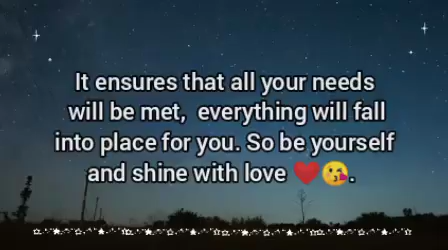 It ensures that all your needs
will be met,  everything will fall
into place for you. So be yourself
and shine with love ❤️😘.